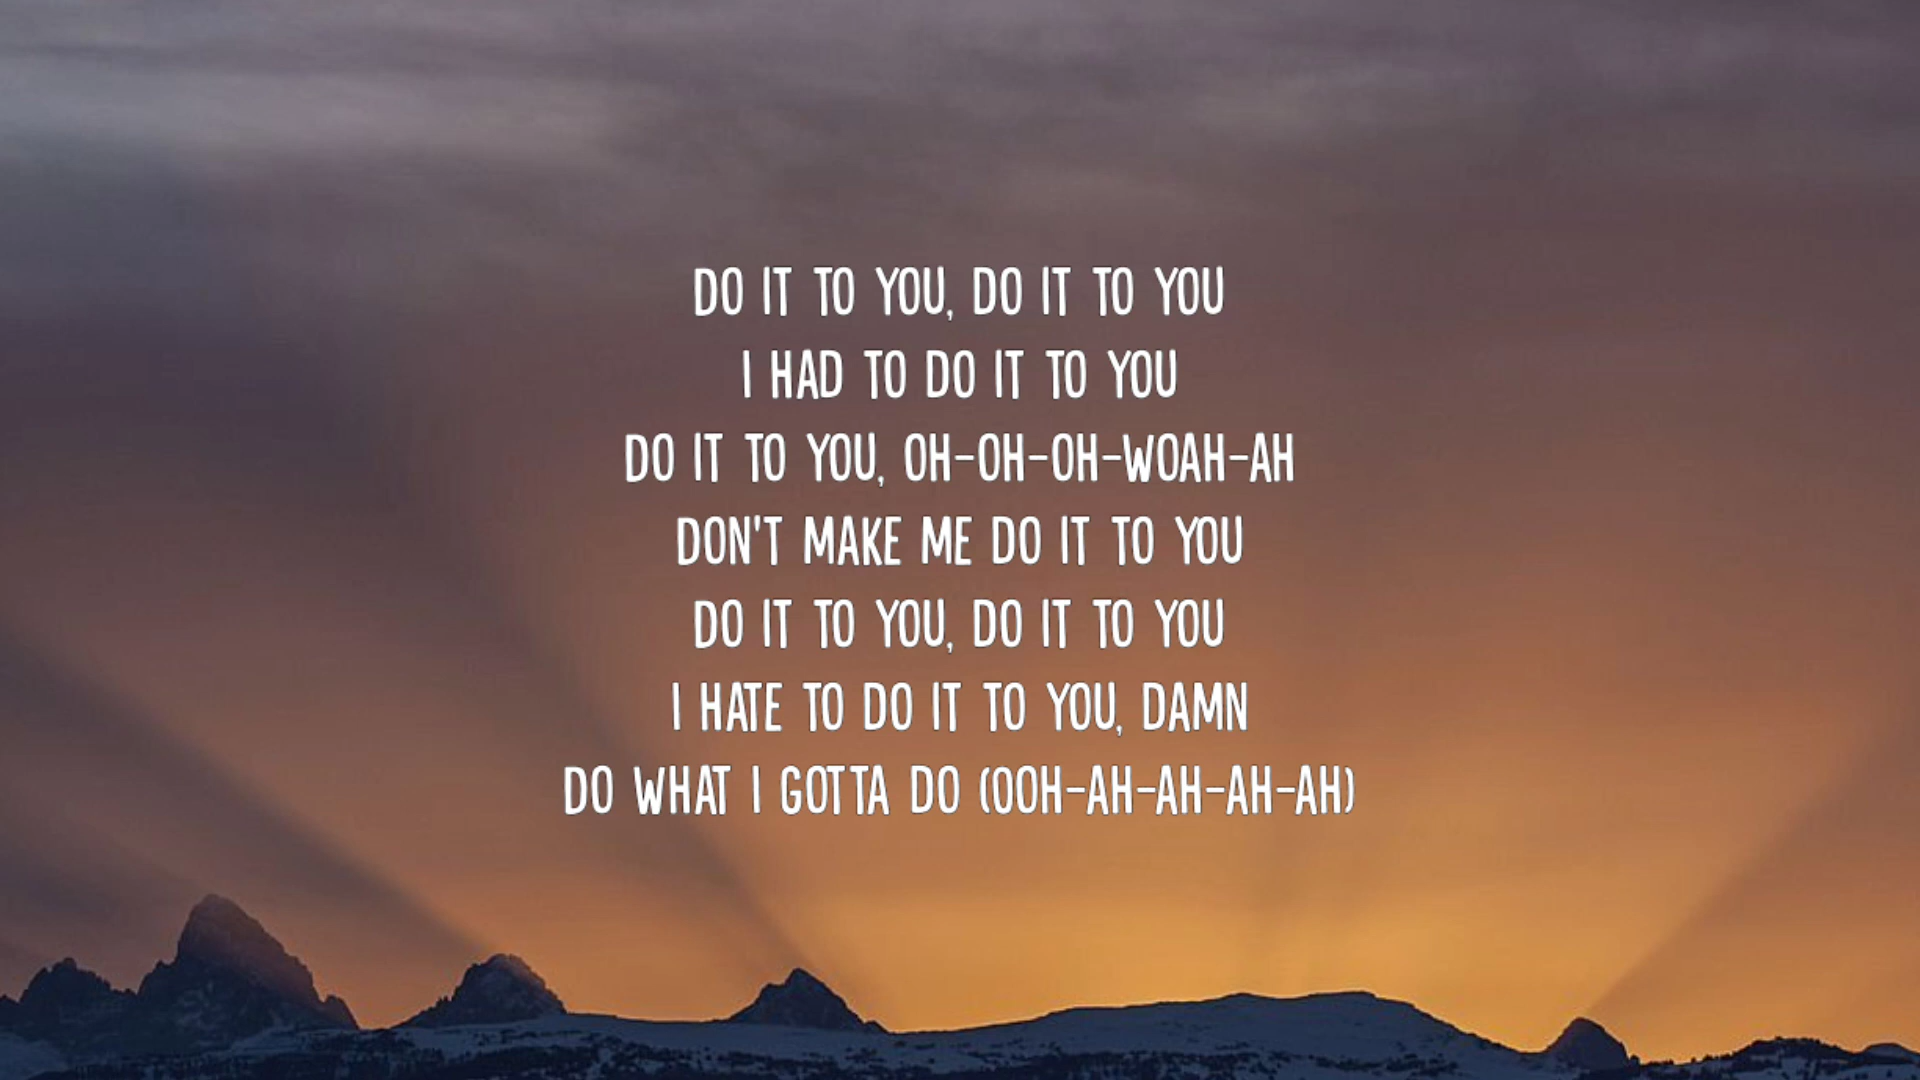 DO IT TO YOU, DO IT TO YOU
I HAD TO DO IT TO YOU
DO IT TO YOU, OH-OH-OH-WOAH-AH
DON'T MAKE ME DO IT TO YOU
DO IT TO YOU, DO IT TO YOU
I HATE TO DO IT TO YOU, DAMN
DO WHAT I GOTTA DO (OOH-AH-AH-AH-AH)